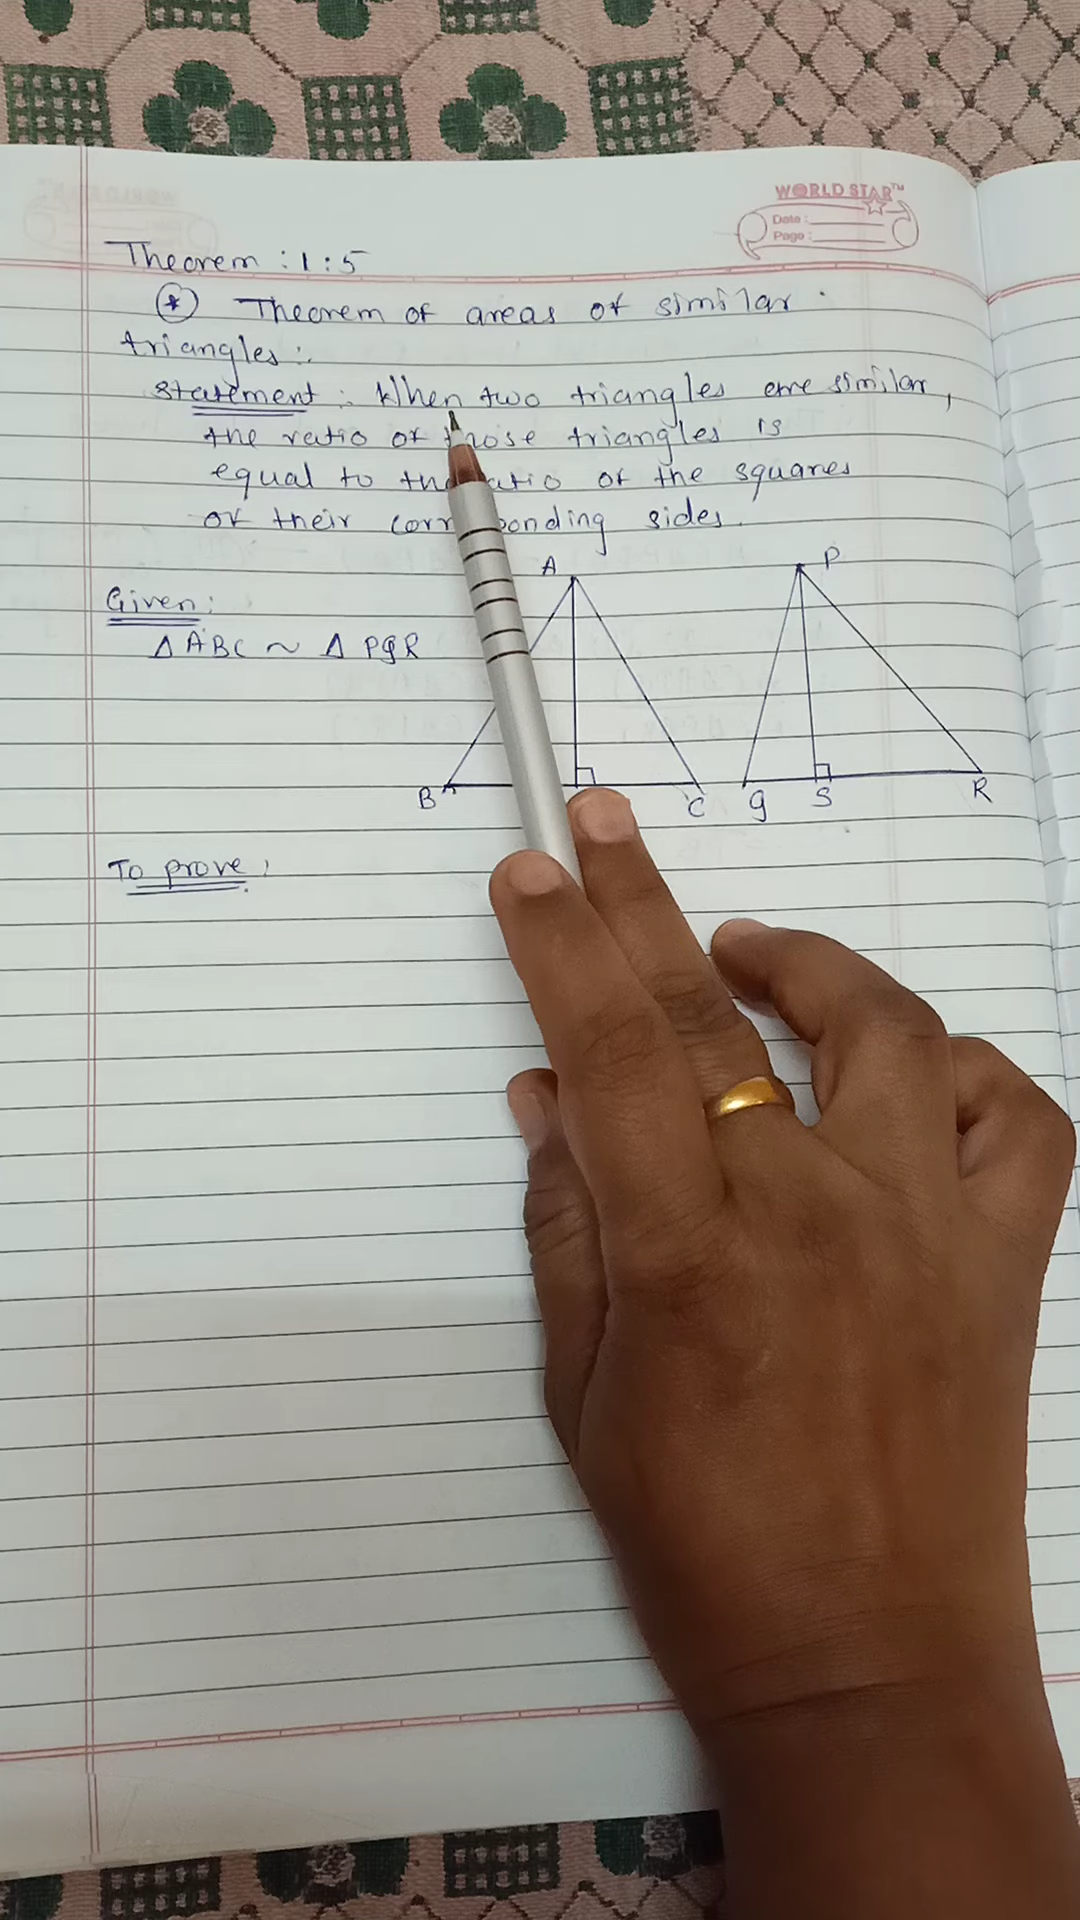 WORLD STAR™
Date :
Page :
Theorem : 1:5
* Theorem of areas of similar
triangles:
Statement : When two triangles are similar,
the ratio of those triangles is
equal to the ratio of the squares
of their corresponding sides.
Given:
△ ABC ~ △ PQR
A
P
B
C
Q
S
R
To prove :